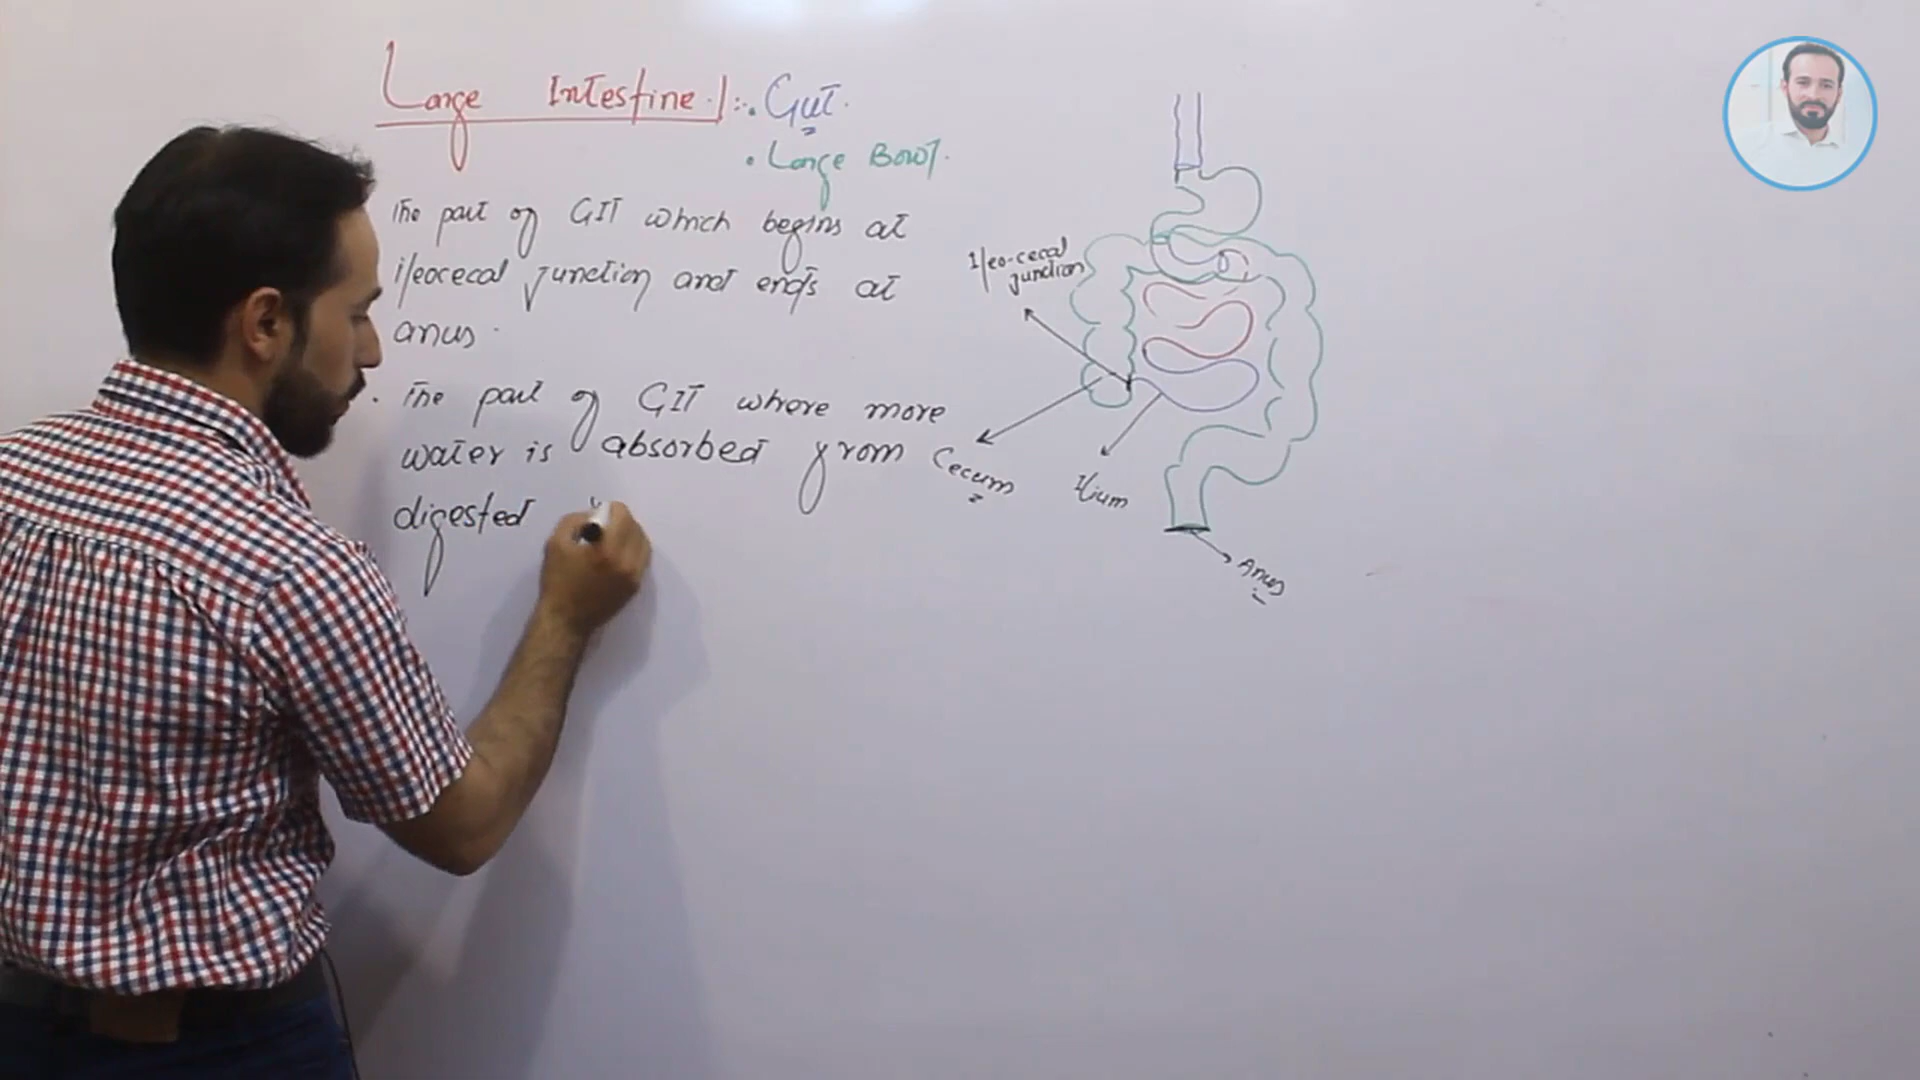 Large Intestine :- . Gut.
. Large Bowl.
The part of GIT which begins at
ileocecal junction and ends at
anus.
. The part of GIT where more
water is absorbed from
digested
Ileo-cecal
junction
Cecum
Ilium
Anus